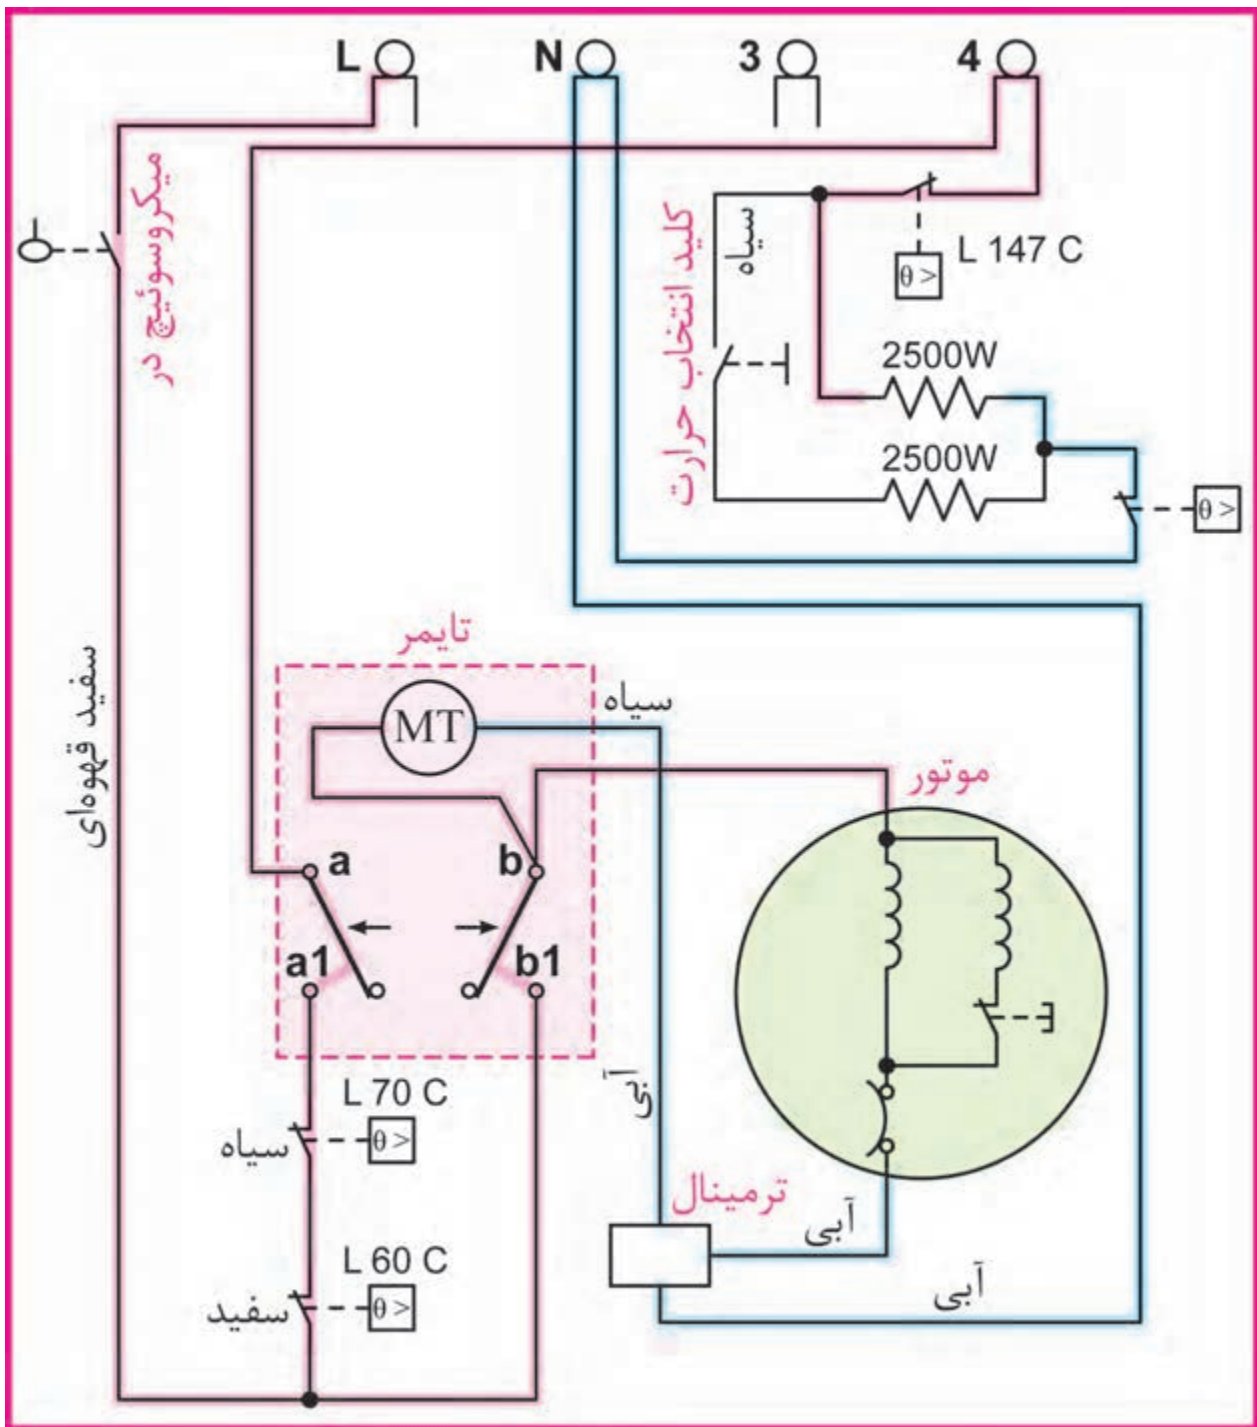 L N 3 4
میکروسوئیچ در
سیاه
کلید انتخاب حرارت
L 147 C
θ >
2500W
2500W
θ >
سفید قهوه‌ای
تایمر
MT
سیاه
موتور
a b
a1 b1
L 70 C
θ >
سیاه
آبی
ترمینال
آبی
L 60 C
θ >
سفید
آبی